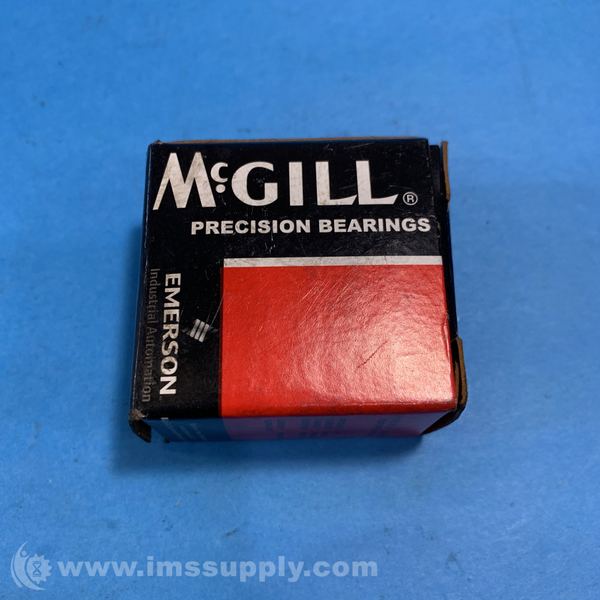 McGILL®
PRECISION BEARINGS
EMERSON
Industrial Automation
www.imssupply.com